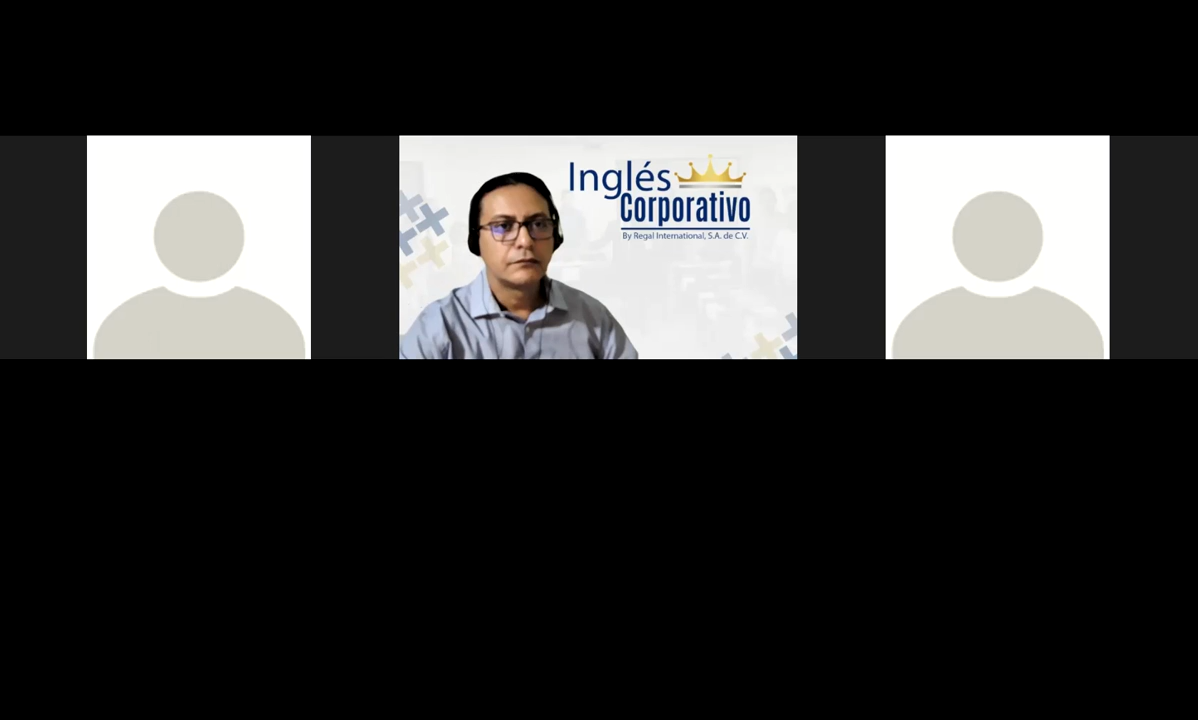 Inglés
Corporativo
By Regal International, S.A. de C.V.